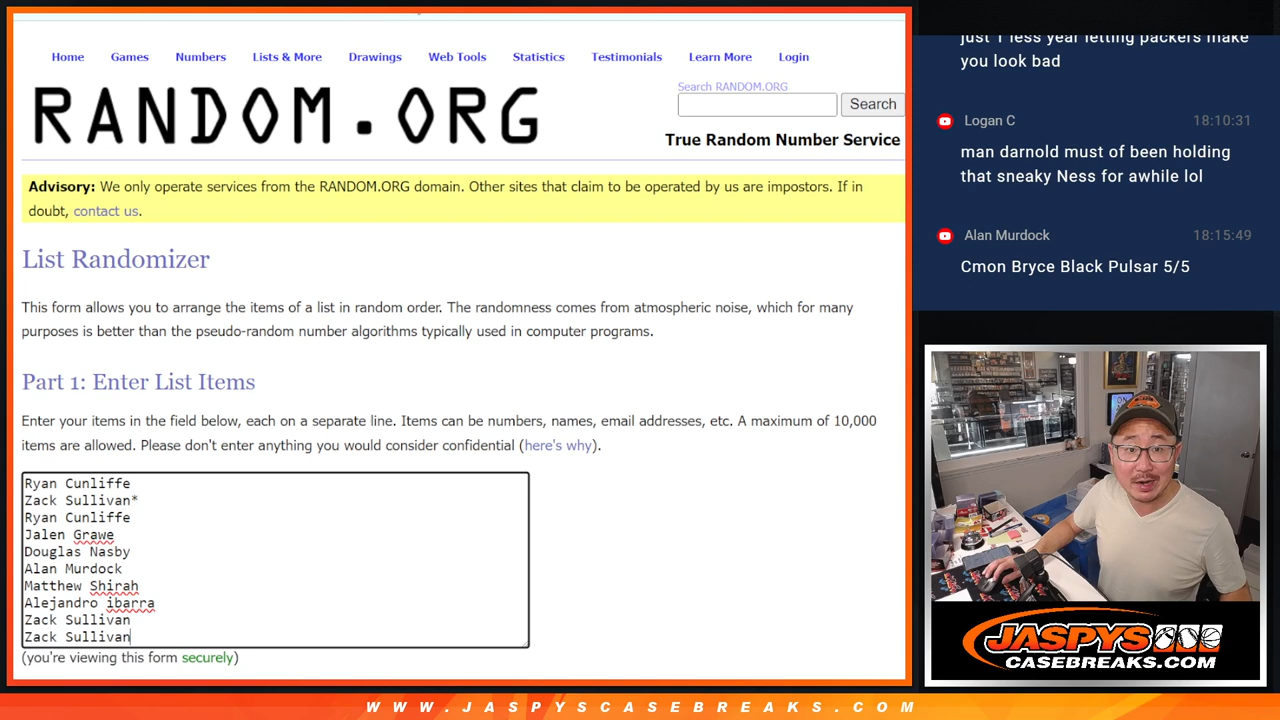 Home Games Numbers Lists & More Drawings Web Tools Statistics Testimonials Learn More Login
RANDOM.ORG
Search RANDOM.ORG
Search
True Random Number Service
Advisory: We only operate services from the RANDOM.ORG domain. Other sites that claim to be operated by us are impostors. If in
doubt, contact us.
List Randomizer
This form allows you to arrange the items of a list in random order. The randomness comes from atmospheric noise, which for many
purposes is better than the pseudo-random number algorithms typically used in computer programs.
Part 1: Enter List Items
Enter your items in the field below, each on a separate line. Items can be numbers, names, email addresses, etc. A maximum of 10,000
items are allowed. Please don't enter anything you would consider confidential (here's why).
Ryan Cunliffe
Zack Sullivan*
Ryan Cunliffe
Jalen Grawe
Douglas Nasby
Alan Murdock
Matthew Shirah
Alejandro ibarra
Zack Sullivan
Zack Sullivan
(you're viewing this form securely)
just 1 less year letting packers make
you look bad
Logan C 18:10:31
man darnold must of been holding
that sneaky Ness for awhile lol
Alan Murdock 18:15:49
Cmon Bryce Black Pulsar 5/5
JASPYS
CASEBREAKS.COM
WWW.JASPYSCASEBREAKS.COM